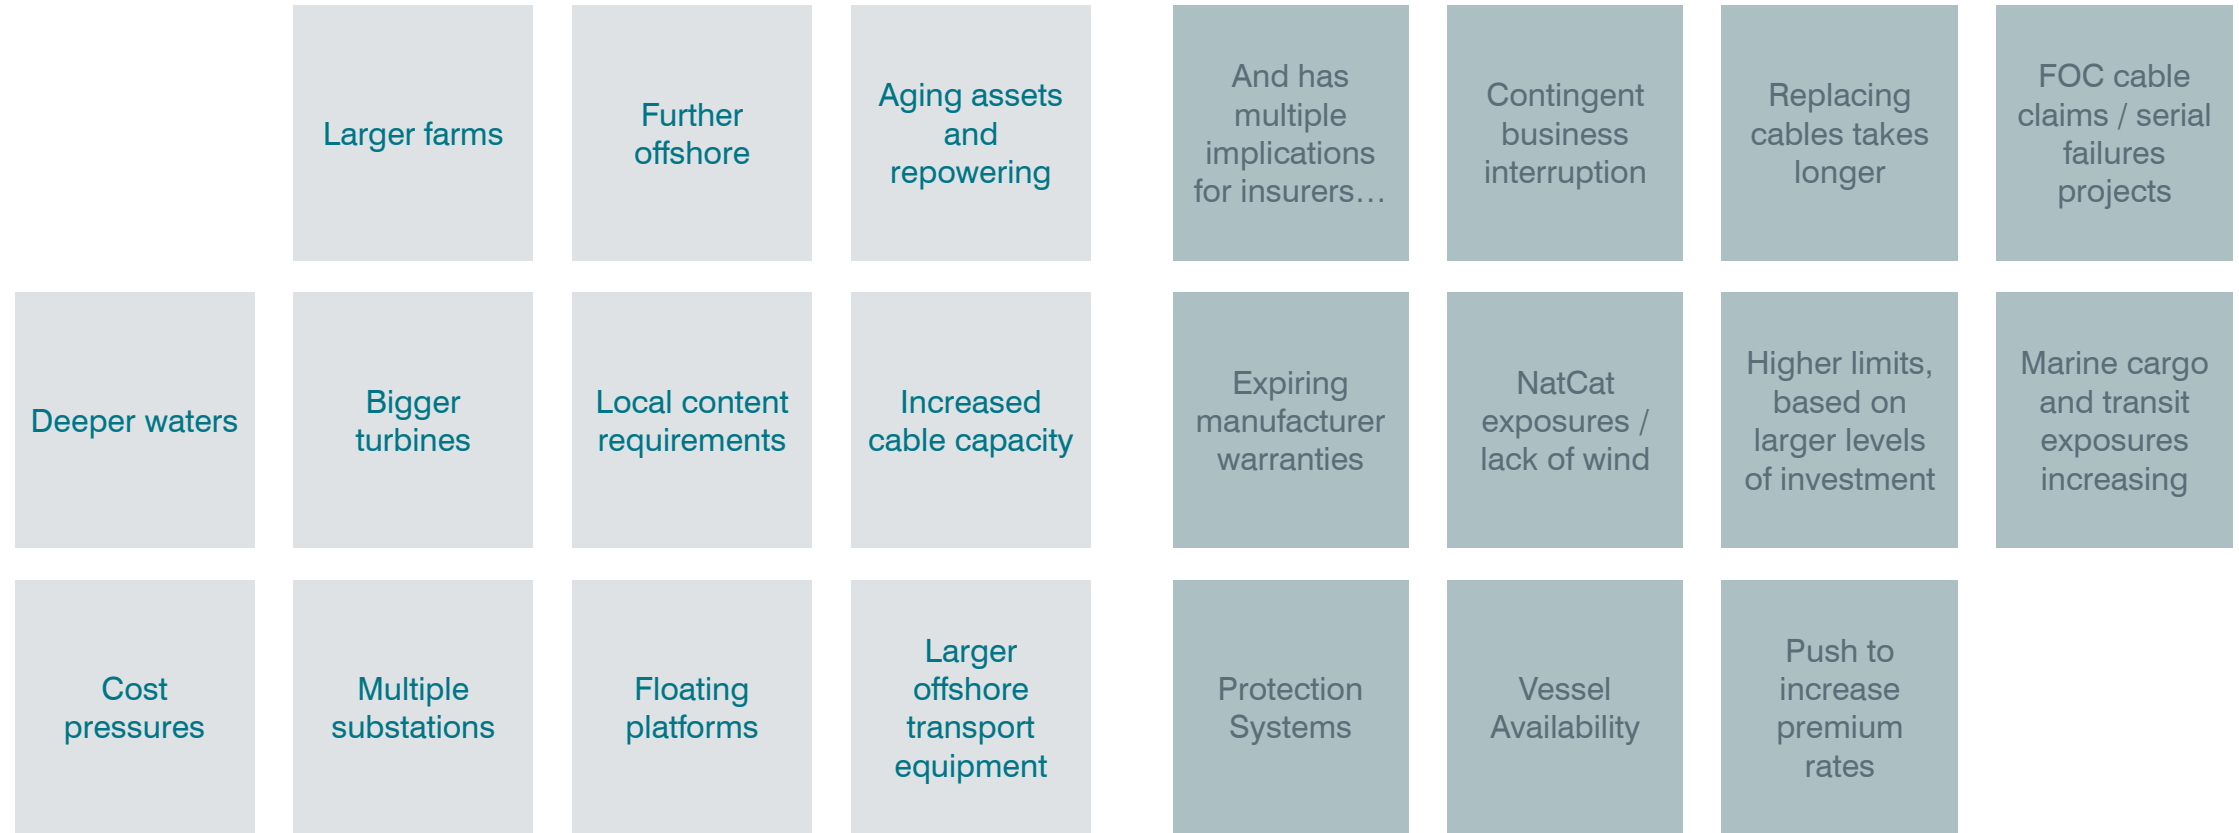 Larger farms
Further
offshore
Aging assets
and
repowering
Deeper waters
Bigger
turbines
Local content
requirements
Increased
cable capacity
Cost
pressures
Multiple
substations
Floating
platforms
Larger
offshore
transport
equipment
And has
multiple
implications
for insurers…
Contingent
business
interruption
Replacing
cables takes
longer
FOC cable
claims / serial
failures
projects
Expiring
manufacturer
warranties
NatCat
exposures /
lack of wind
Higher limits,
based on
larger levels
of investment
Marine cargo
and transit
exposures
increasing
Protection
Systems
Vessel
Availability
Push to
increase
premium
rates